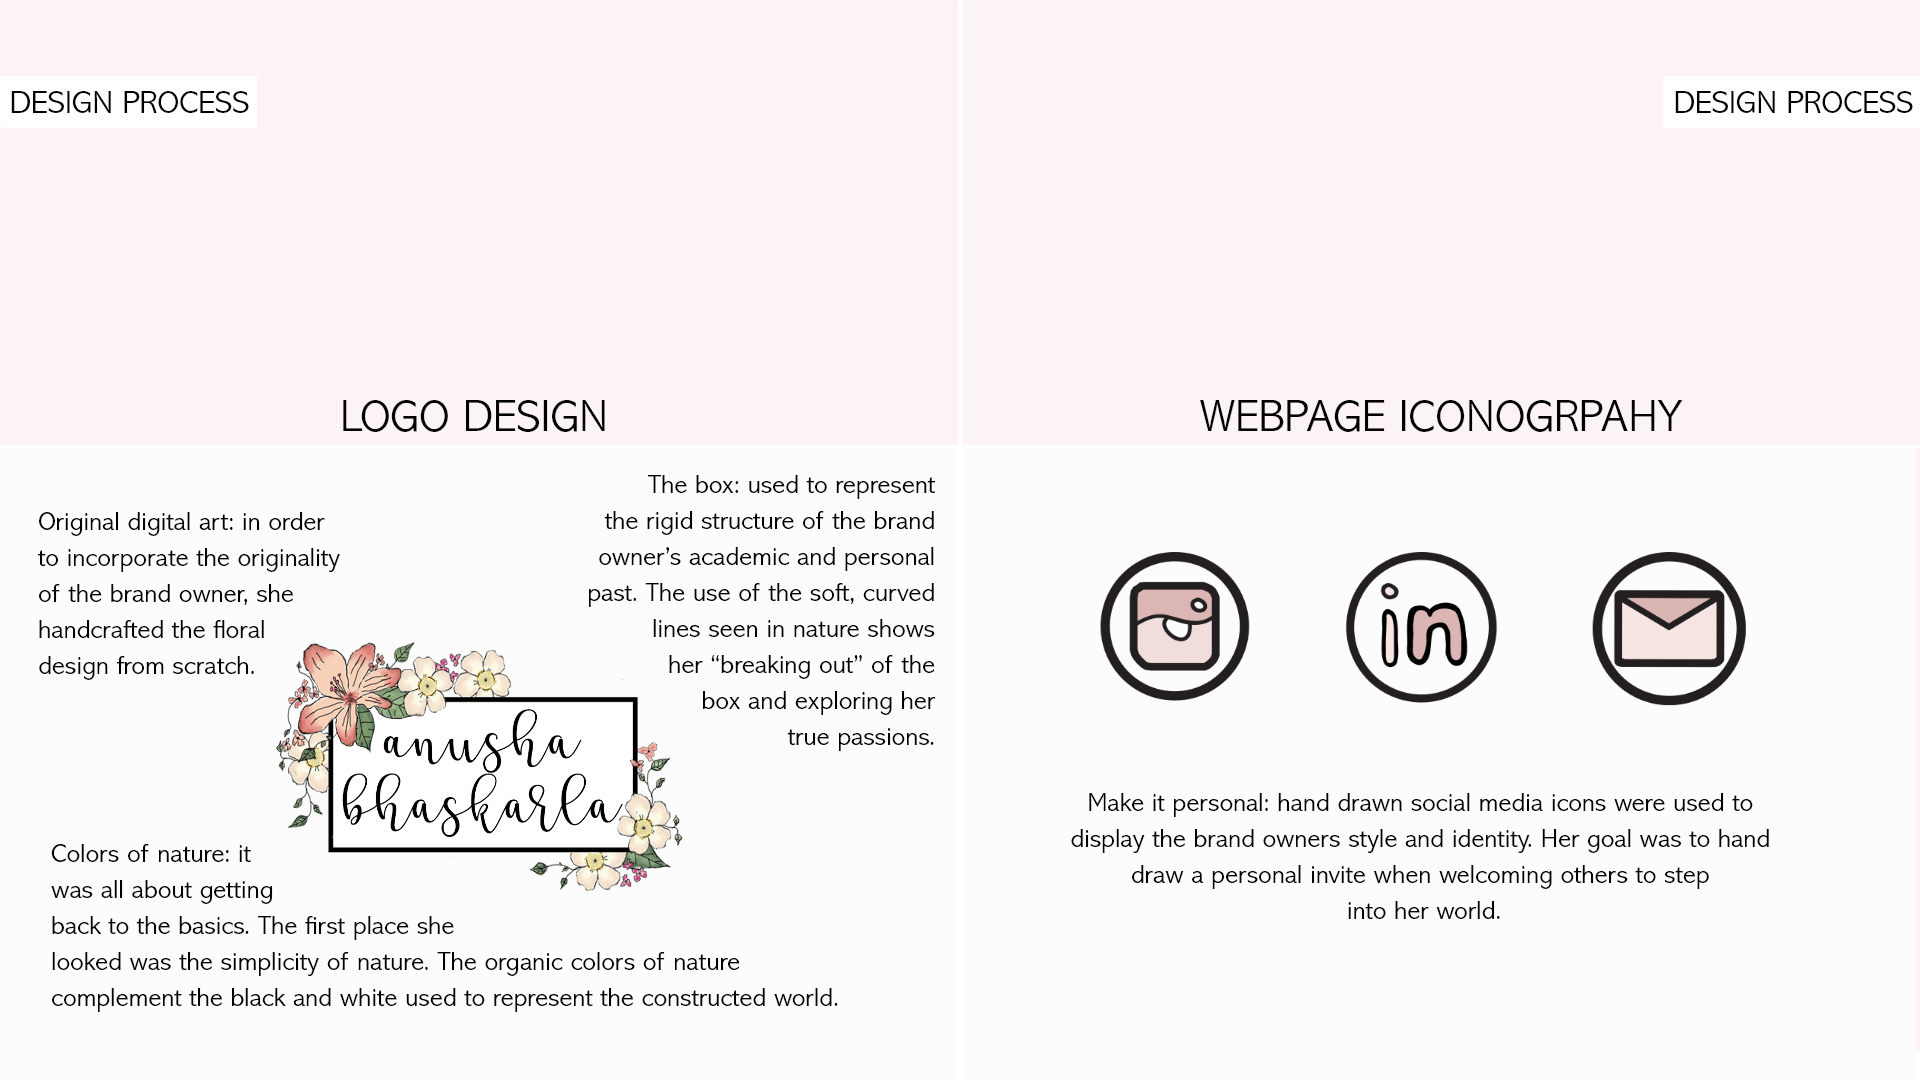 DESIGN PROCESS
LOGO DESIGN
Original digital art: in order
to incorporate the originality
of the brand owner, she
handcrafted the floral
design from scratch.
The box: used to represent
the rigid structure of the brand
owner’s academic and personal
past. The use of the soft, curved
lines seen in nature shows
her “breaking out” of the
box and exploring her
true passions.
anusha
bhaskarla
Colors of nature: it
was all about getting
back to the basics. The first place she
looked was the simplicity of nature. The organic colors of nature
complement the black and white used to represent the constructed world.
DESIGN PROCESS
WEBPAGE ICONOGRPAHY
in
Make it personal: hand drawn social media icons were used to
display the brand owners style and identity. Her goal was to hand
draw a personal invite when welcoming others to step
into her world.